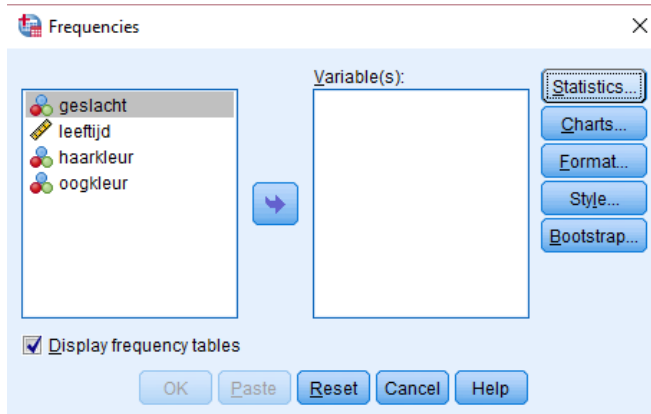 Frequencies
Variable(s):
geslacht
leeftijd
haarkleur
oogkleur
Statistics...
Charts...
Format...
Style...
Bootstrap...
Display frequency tables
OK Paste Reset Cancel Help